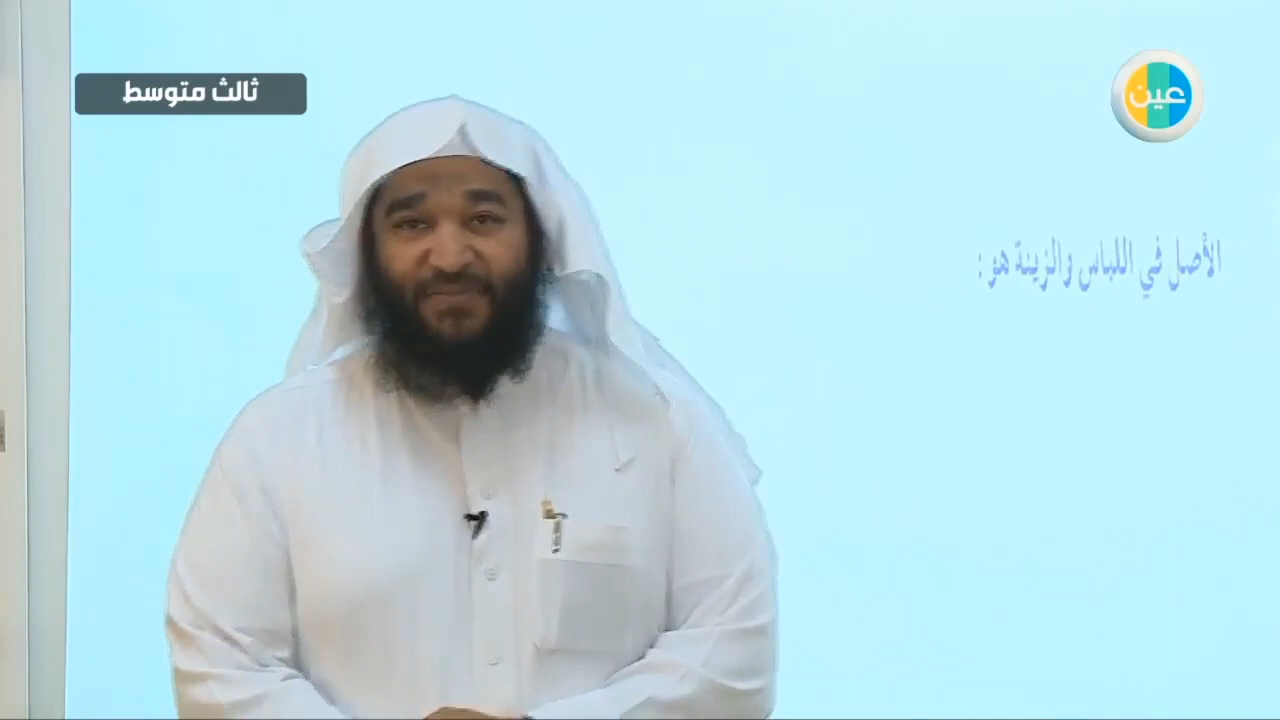 ثالث متوسط
عين
الأصل في اللباس والزينة هو :